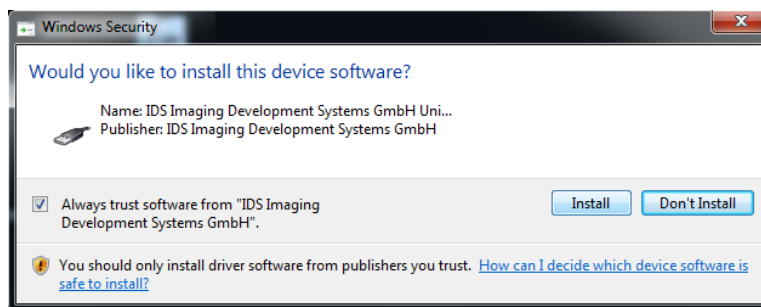 Windows Security
Would you like to install this device software?
Name: IDS Imaging Development Systems GmbH Uni...
Publisher: IDS Imaging Development Systems GmbH
Always trust software from "IDS Imaging
Development Systems GmbH".
Install
Don't Install
You should only install driver software from publishers you trust. How can I decide which device software is
safe to install?